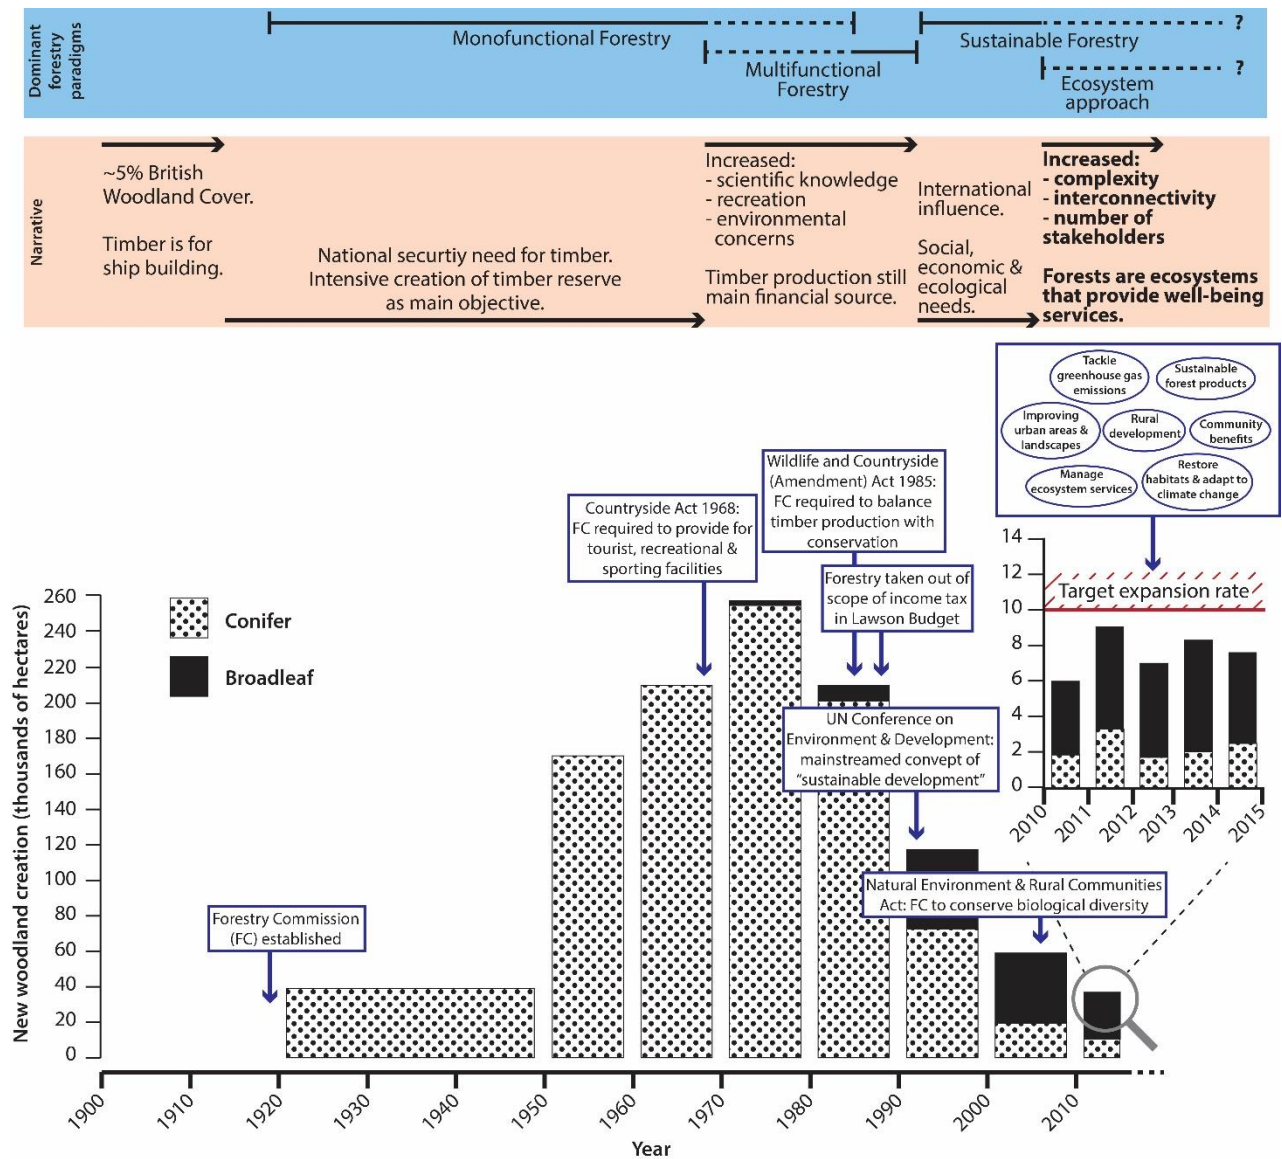 Dominant
forestry
paradigms
Monofunctional Forestry
Multifunctional
Forestry
Sustainable Forestry
?
Ecosystem
approach
?
Narrative
~5% British
Woodland Cover.
Timber is for
ship building.
National securtiy need for timber.
Intensive creation of timber reserve
as main objective.
Increased:
- scientific knowledge
- recreation
- environmental
concerns
Timber production still
main financial source.
International
influence.
Social,
economic &
ecological
needs.
Increased:
- complexity
- interconnectivity
- number of
stakeholders
Forests are ecosystems
that provide well-being
services.
Tackle
greenhouse gas
emissions
Sustainable
forest products
Improving
urban areas &
landscapes
Rural
development
Community
benefits
Manage
ecosystem services
Restore
habitats & adapt to
climate change
14
12
10
8
6
4
2
0
Target expansion rate
2010
2011
2012
2013
2014
2015
Countryside Act 1968:
FC required to provide for
tourist, recreational &
sporting facilities
Wildlife and Countryside
(Amendment) Act 1985:
FC required to balance
timber production with
conservation
Forestry taken out of
scope of income tax
in Lawson Budget
UN Conference on
Environment & Development:
mainstreamed convept of
"sustainable development"
Natural Environment & Rural Communities
Act: FC to conserve biological diversity
Forestry Commission
(FC) established
Conifer
Broadleaf
New woodland creation (thousands of hectares)
260
240
220
200
180
160
140
120
100
80
60
40
20
0
1900
1910
1920
1930
1940
1950
1960
1970
1980
1990
2000
2010
Year